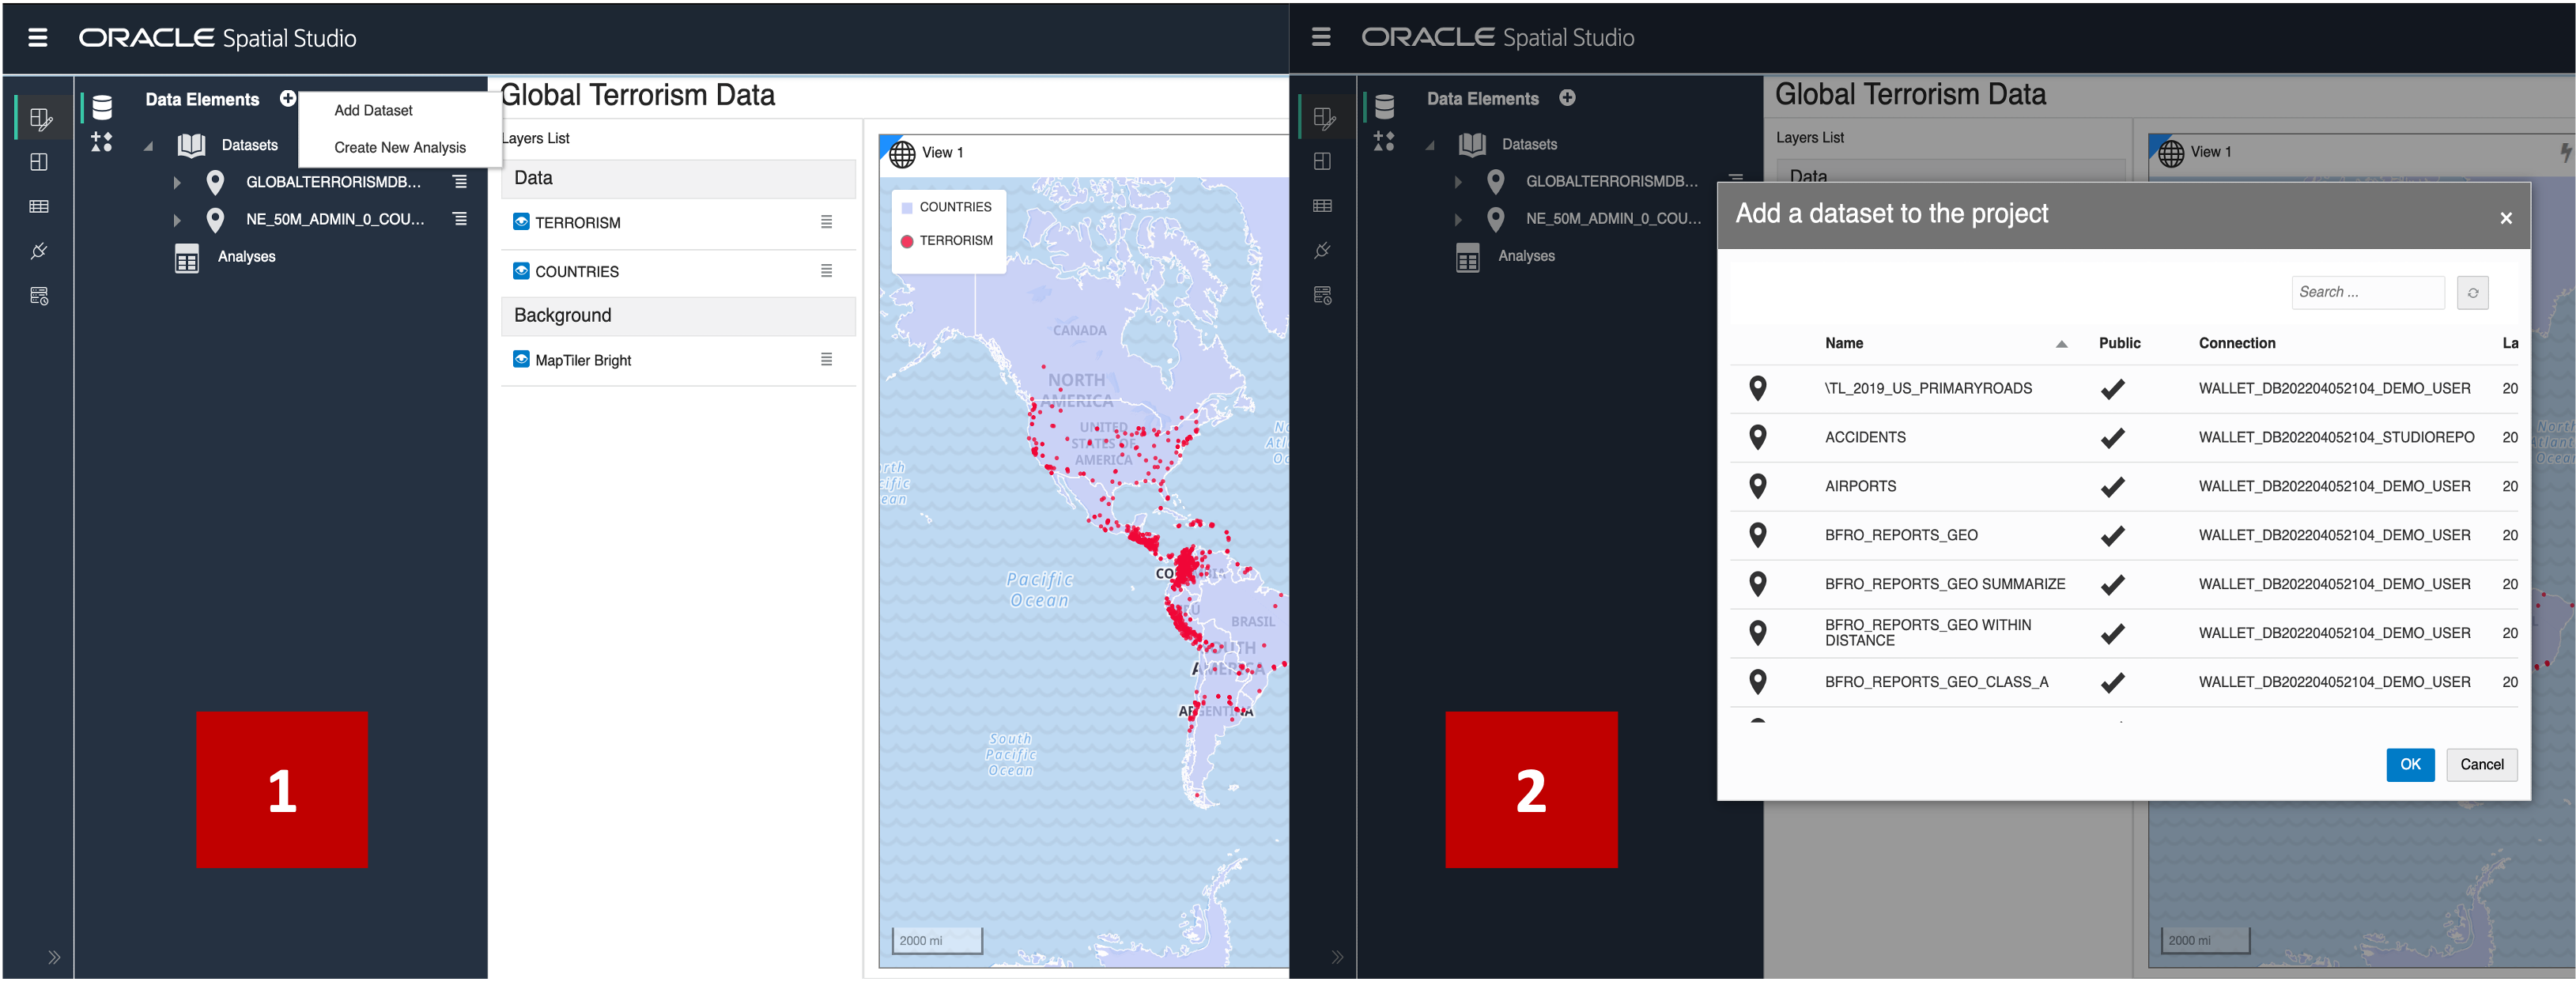 ORACLE Spatial Studio
Data Elements
Add Dataset
Create New Analysis
Datasets
GLOBALTERRORISMDB...
NE_50M_ADMIN_0_COU...
Analyses
1
Global Terrorism Data
Layers List
Data
TERRORISM
COUNTRIES
Background
MapTiler Bright
View 1
COUNTRIES
TERRORISM
CANADA
NORTH
AMERICA
UNITED
STATES OF
AMERICA
Pacific
Ocean
BRASIL
SOUTH
AMERICA
ARGENTINA
South
Pacific
Ocean
2000 mi
ORACLE Spatial Studio
Data Elements
Datasets
GLOBALTERRORISMDB...
NE_50M_ADMIN_0_COU...
Analyses
2
Global Terrorism Data
Layers List
Data
View 1
Add a dataset to the project
Search ...
Name Public Connection La
\TL_2019_US_PRIMARYROADS WALLET_DB202204052104_DEMO_USER 20
ACCIDENTS WALLET_DB202204052104_STUDIOREPO 20
AIRPORTS WALLET_DB202204052104_DEMO_USER 20
BFRO_REPORTS_GEO WALLET_DB202204052104_DEMO_USER 20
BFRO_REPORTS_GEO SUMMARIZE WALLET_DB202204052104_DEMO_USER 20
BFRO_REPORTS_GEO WITHIN
DISTANCE WALLET_DB202204052104_DEMO_USER 20
BFRO_REPORTS_GEO_CLASS_A WALLET_DB202204052104_DEMO_USER 20
OK Cancel
2000 mi